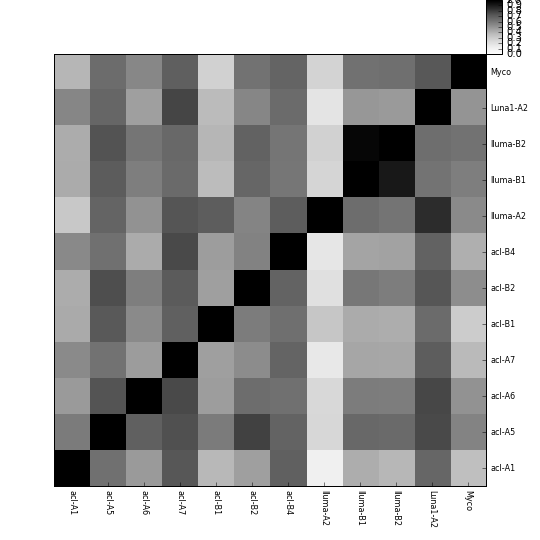 Myco
Luna1-A2
lluma-B2
lluma-B1
lluma-A2
acl-B4
acl-B2
acl-B1
acl-A7
acl-A6
acl-A5
acl-A1
acl-A1 acl-A5 acl-A6 acl-A7 acl-B1 acl-B2 acl-B4 lluma-A2 lluma-B1 lluma-B2 Luna1-A2 Myco
0.0